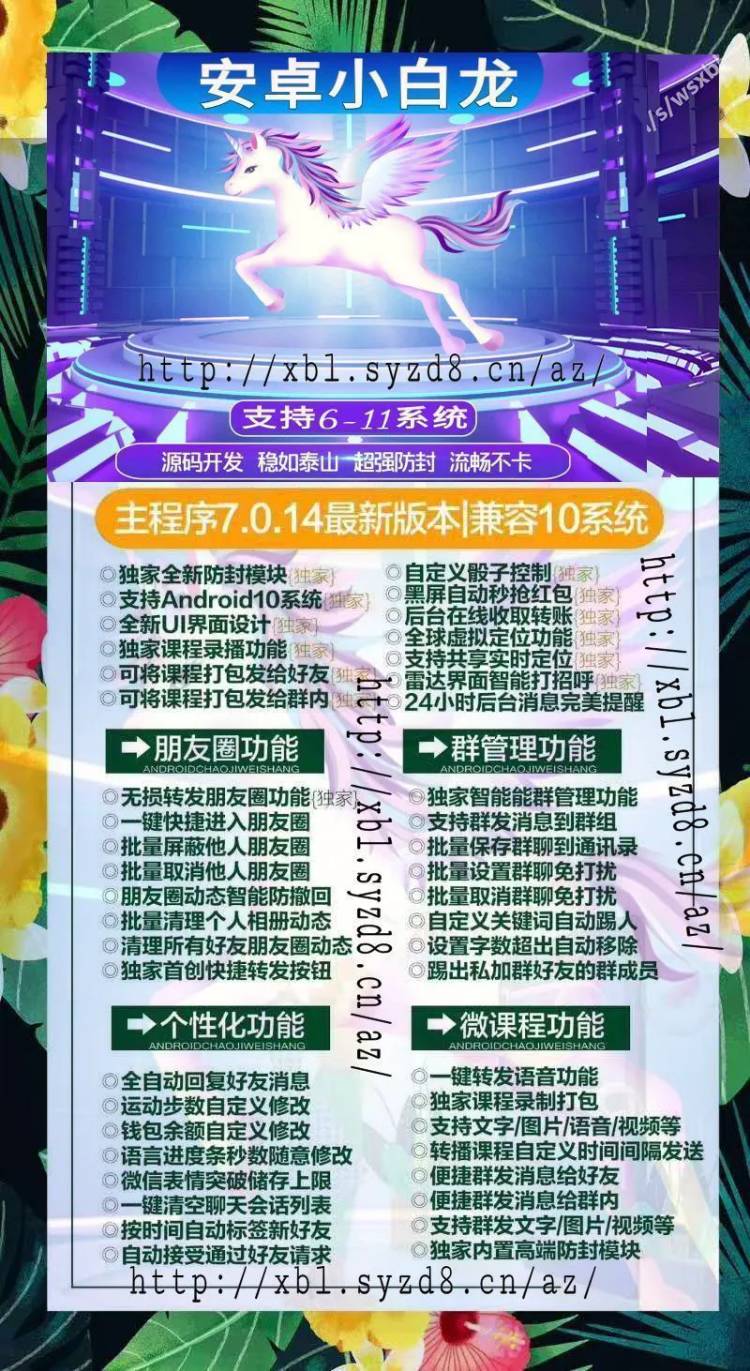 安卓小白龙
/s/wsxb
http://xbl.syzd8.cn/az/
支持6-11系统
源码开发 稳如泰山 超强防封 流畅不卡
主程序7.0.14最新版本|兼容10系统
◎独家全新防封模块{独家}
◎支持Android10系统{独家}
◎全新UI界面设计{独家}
◎独家课程录播功能{独家}
◎可将课程打包发给好友{独家}
◎可将课程打包发给群内{独家}
◎自定义骰子控制{独家}
◎黑屏自动秒抢红包{独家}
◎后台在线收取转账{独家}
◎全球虚拟定位功能{独家}
◎支持共享实时定位{独家}
◎雷达界面智能打招呼{独家}
◎24小时后台消息完美提醒
http://xbl.syzd8.cn/az/
http://xbl.syzd8.cn/az/
➡朋友圈功能
ANDROIDCHAOJIWEISHANG
◎无损转发朋友圈功能{独家}
◎一键快捷进入朋友圈
◎批量屏蔽他人朋友圈
◎批量取消他人朋友圈
◎朋友圈动态智能防撤回
◎批量清理个人相册动态
◎清理所有好友朋友圈动态
◎独家首创快捷转发按钮
➡群管理功能
ANDROIDCHAOJIWEISHANG
◎独家智能能群管理功能
◎支持群发消息到群组
◎批量保存群聊到通讯录
◎批量设置群聊免打扰
◎批量取消群聊免打扰
◎自定义关键词自动踢人
◎设置字数超出自动移除
◎踢出私加群好友的群成员
➡个性化功能
ANDROIDCHAOJIWEISHANG
◎全自动回复好友消息
◎运动步数自定义修改
◎钱包余额自定义修改
◎语言进度条秒数随意修改
◎微信表情突破储存上限
◎一键清空聊天会话列表
◎按时间自动标签新好友
◎自动接受通过好友请求
➡微课程功能
ANDROIDCHAOJIWEISHANG
◎一键转发语音功能
◎独家课程录制打包
◎支持文字/图片/语音/视频等
◎转播课程自定义时间间隔发送
◎便捷群发消息给好友
◎便捷群发消息给群内
◎支持群发文字/图片/视频等
◎独家内置高端防封模块
http://xbl.syzd8.cn/az/